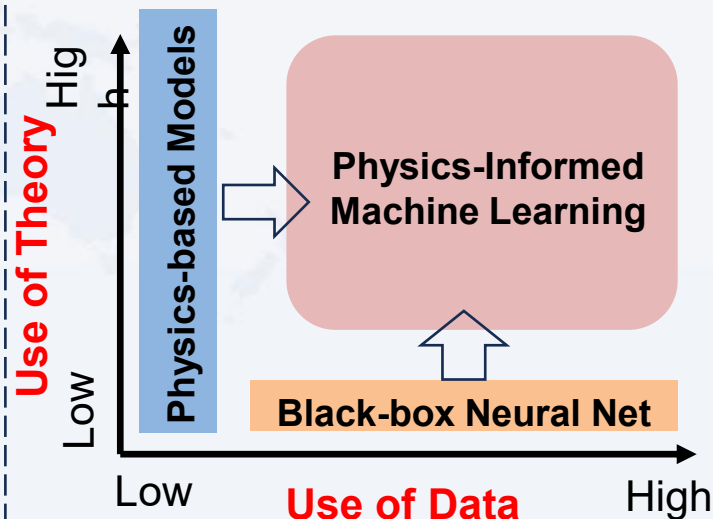 Hig
h
Use of Theory
Low
Physics-based Models
Physics-Informed
Machine Learning
Black-box Neural Net
Low
Use of Data
High